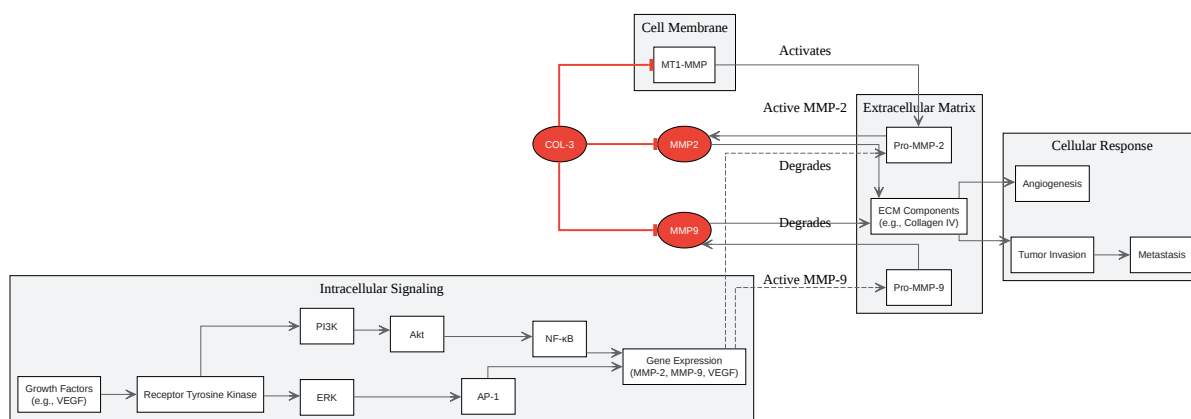 Cell Membrane
MT1-MMP
Activates
Active MMP-2
Extracellular Matrix
COL-3
MMP2
Pro-MMP-2
Degrades
Cellular Response
Angiogenesis
ECM Components
(e.g., Collagen IV)
MMP9
Degrades
Tumor Invasion
Metastasis
Active MMP-9
Pro-MMP-9
Intracellular Signaling
PI3K
Akt
NF-κB
Gene Expression
(MMP-2, MMP-9, VEGF)
Growth Factors
(e.g., VEGF)
Receptor Tyrosine Kinase
ERK
AP-1